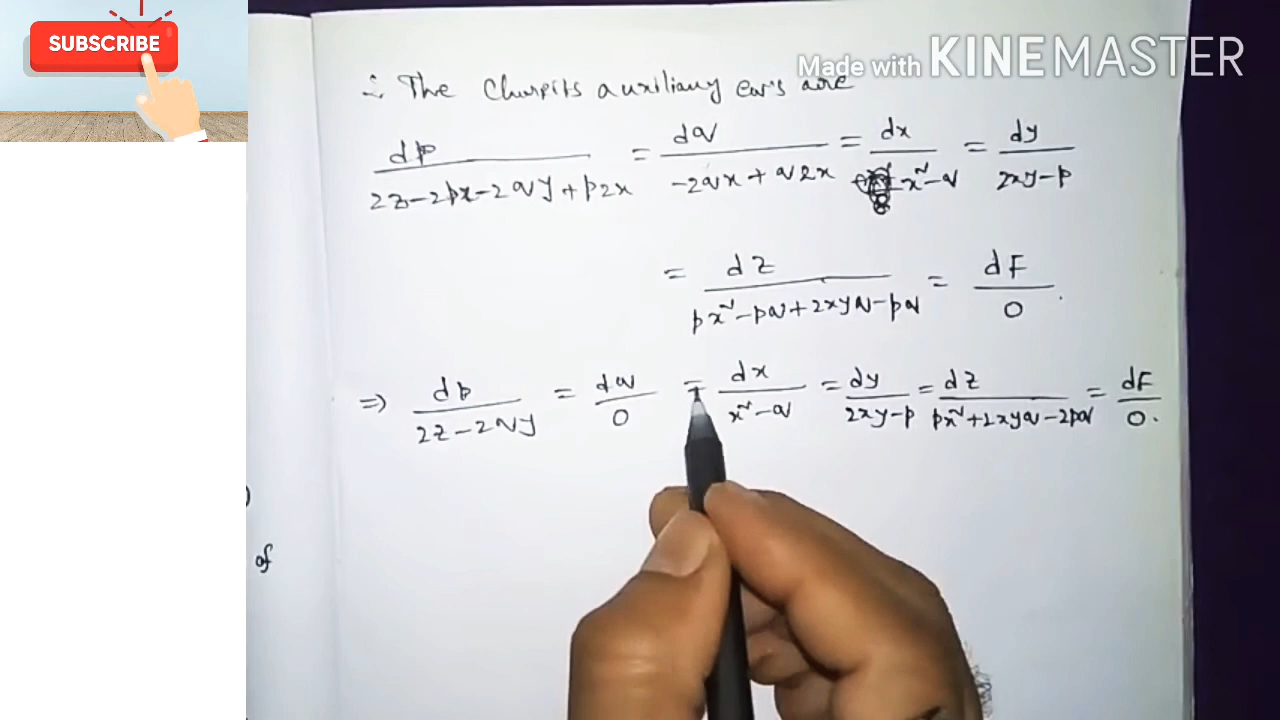 SUBSCRIBE
Made with KINEMASTER
∴ The Charpits auxiliary eqn's are
dp/(2z-2px-2qy+p2x) = dq/(-2qx+q2x) = dx/(x²-q) = dy/(2xy-p)
= dz/(px²-pq+2xyq-pq) = dF/0.
⇒ dp/(2z-2qy) = dq/0 = dx/(x²-q) = dy/(2xy-p) = dz/(px²+2xyq-2pq) = dF/0.
)
of